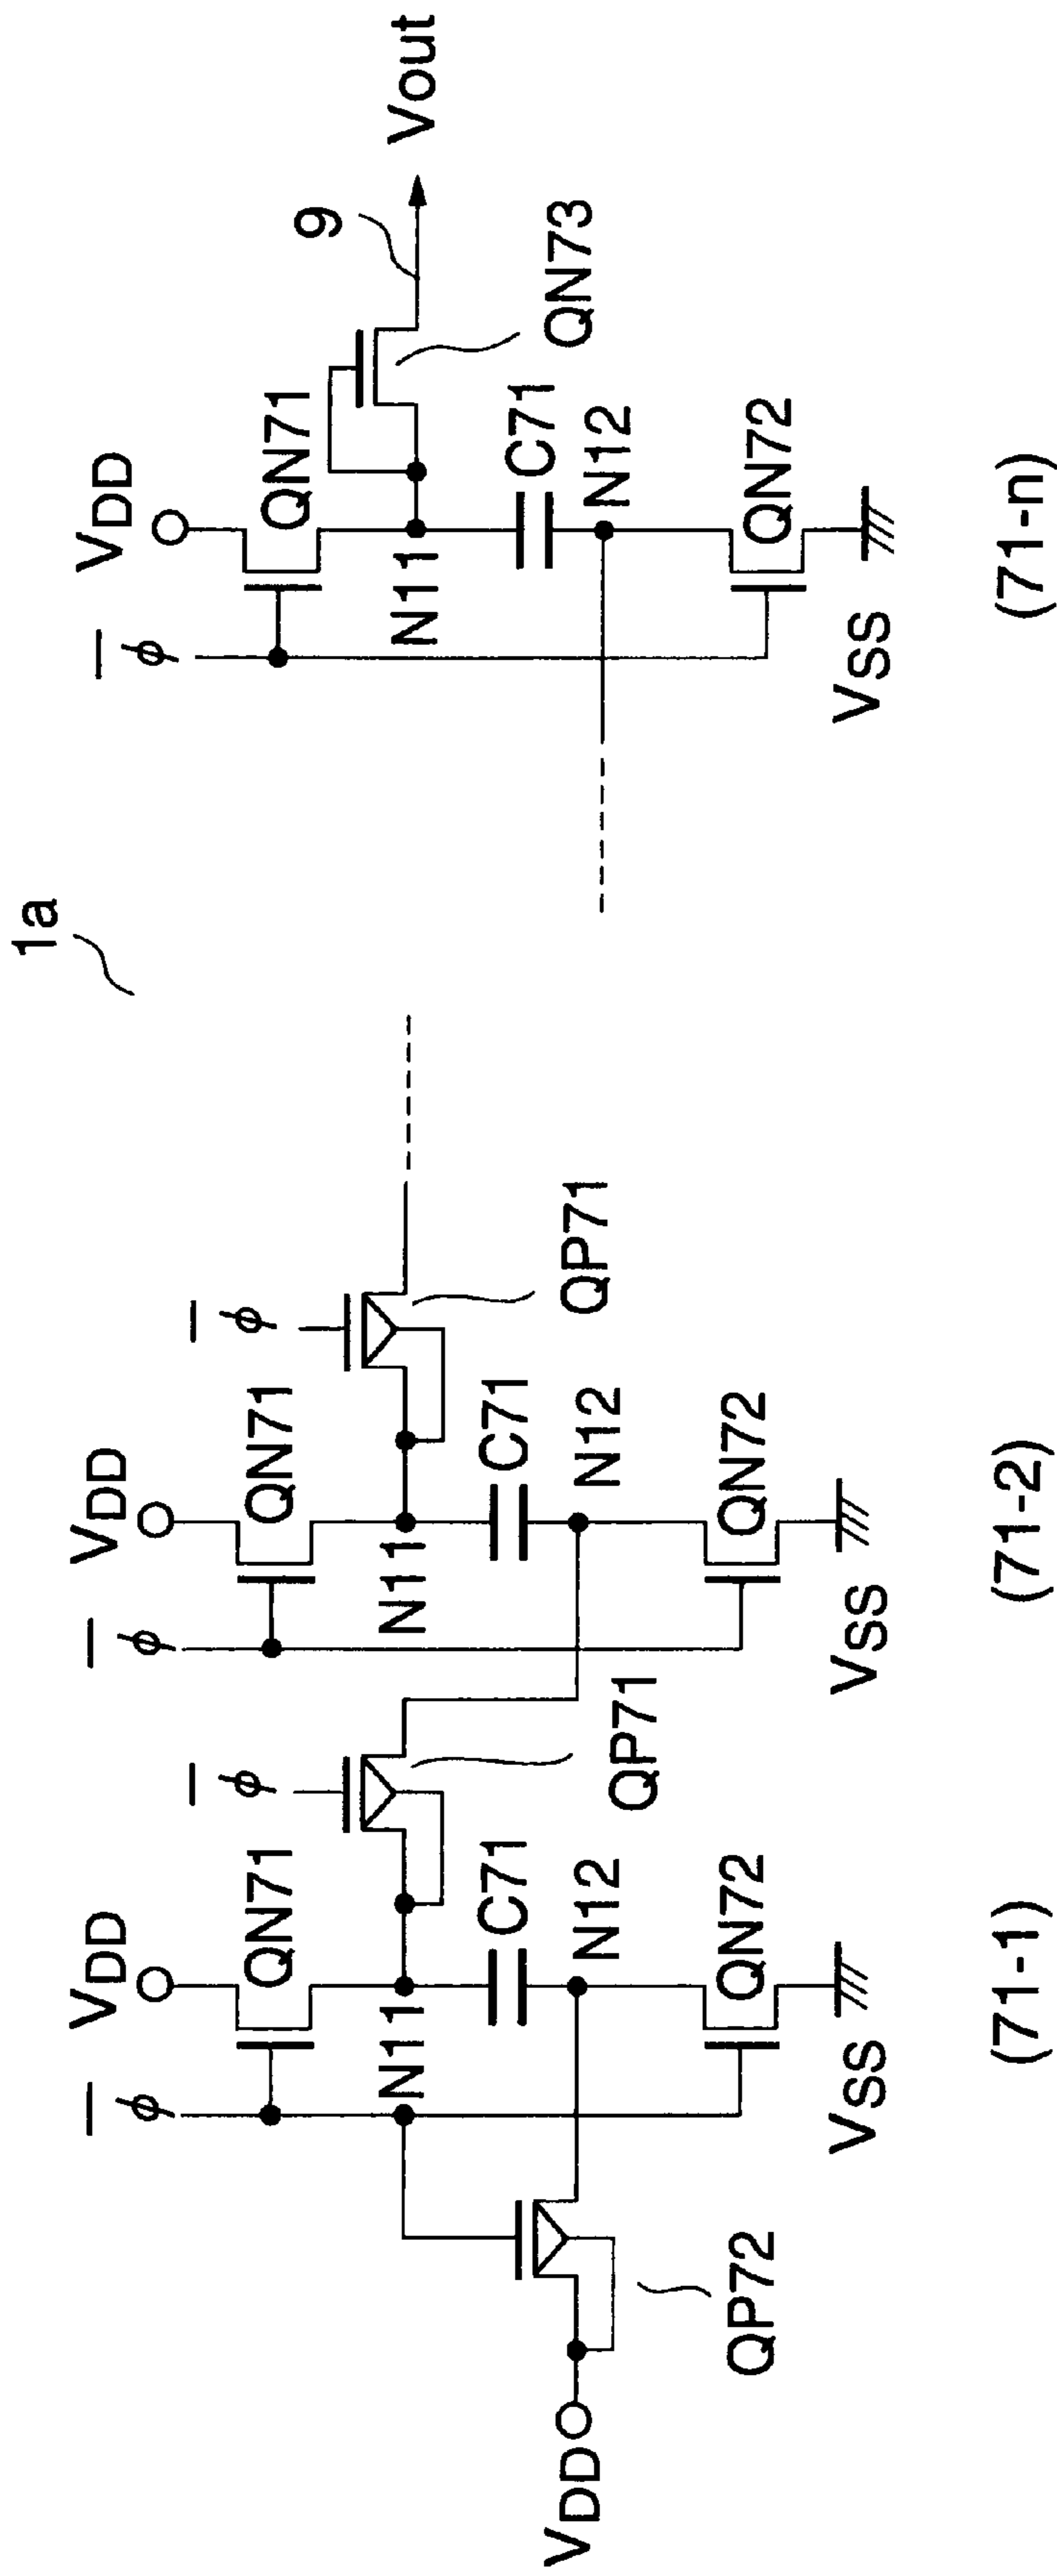 1a
VDD
VDD
VDD
φ̅
φ̅
φ̅
φ̅
φ̅
QN71
QN71
QN71
9
Vout
N11
N11
N11
QP71
QP71
QN73
C71
C71
C71
VDD
N12
N12
N12
QP72
QN72
QN72
QN72
VSS
VSS
VSS
(71-1)
(71-2)
(71-n)